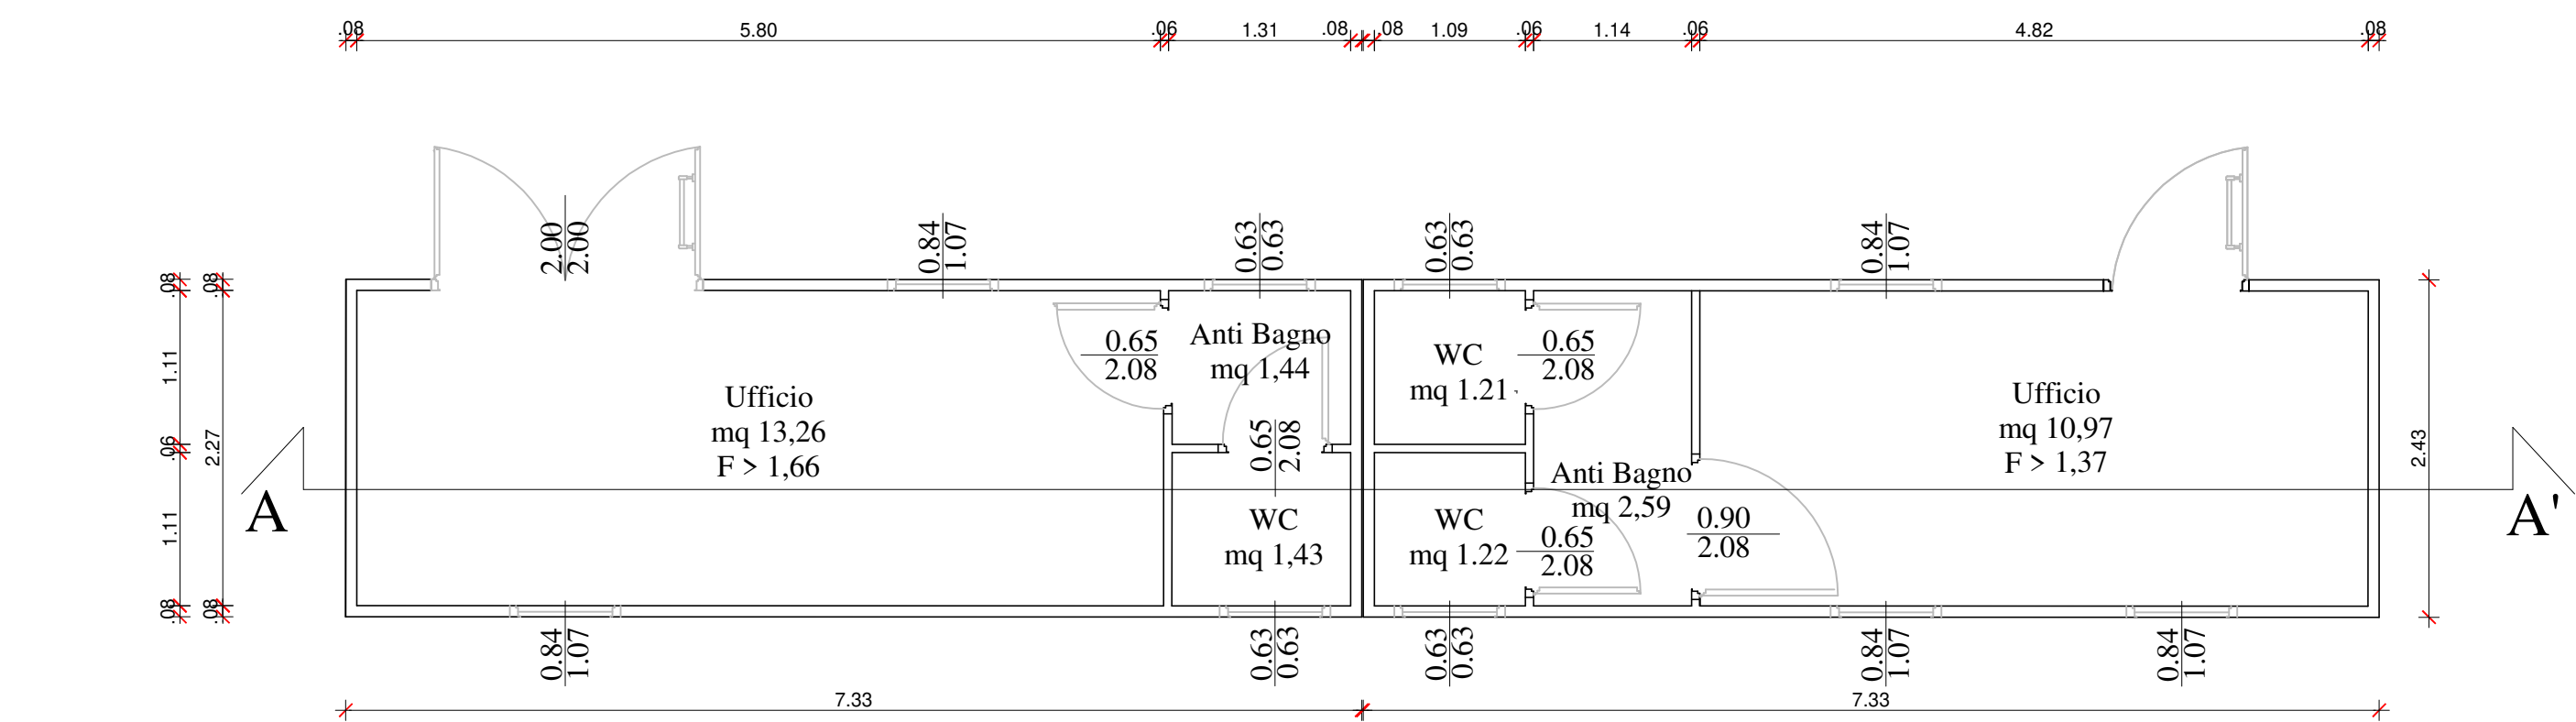 .08 5.80 .06 1.31 .08 .08 1.09 .06 1.14 .06 4.82 .08
2.00
2.00
0.84
1.07
0.63
0.63
0.63
0.63
0.84
1.07
.08
.08
1.11
.06
2.27
1.11
.08
.08
Ufficio
mq 13,26
F > 1,66
0.65
2.08
Anti Bagno
mq 1,44
0.65
2.08
WC
mq 1,43
WC
mq 1.21
0.65
2.08
WC
mq 1.22
0.65
2.08
Anti Bagno
mq 2,59
0.90
2.08
Ufficio
mq 10,97
F > 1,37
2.43
A
A'
0.84
1.07
0.63
0.63
0.63
0.63
0.84
1.07
0.84
1.07
7.33 7.33